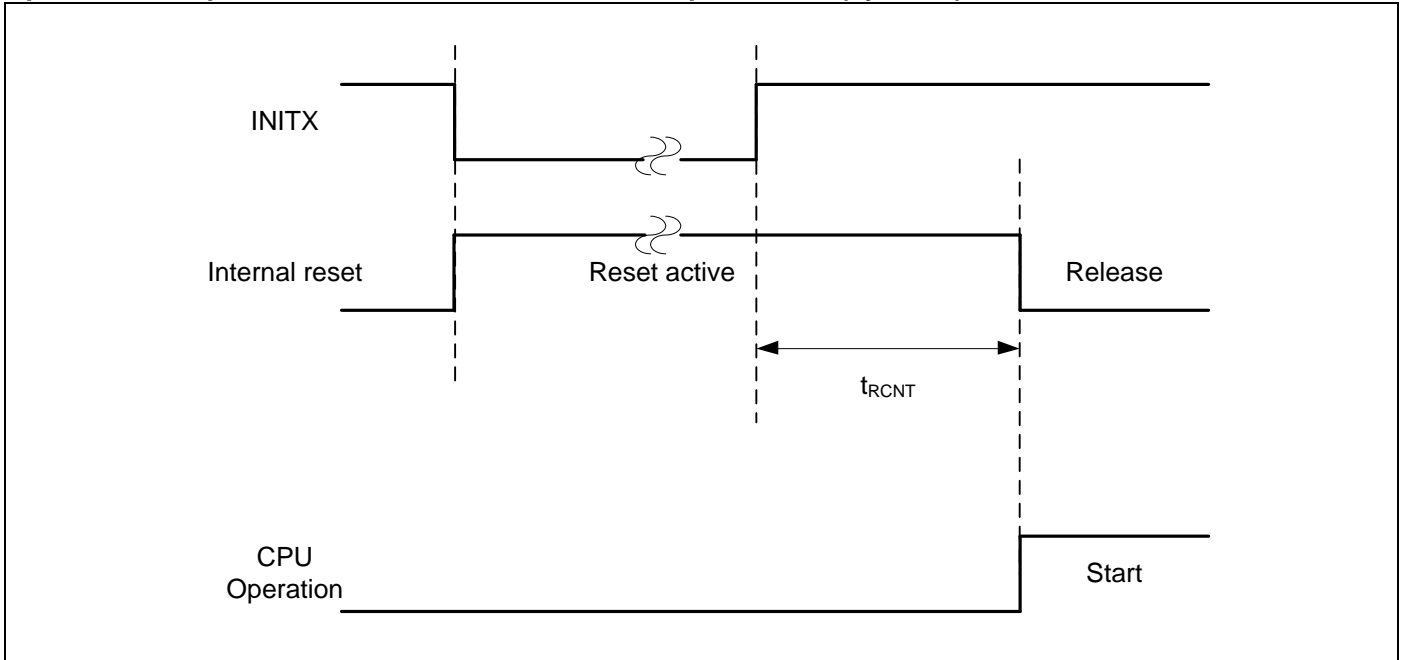 INITX
Internal reset
Reset active
Release
tRCNT
CPU
Operation
Start